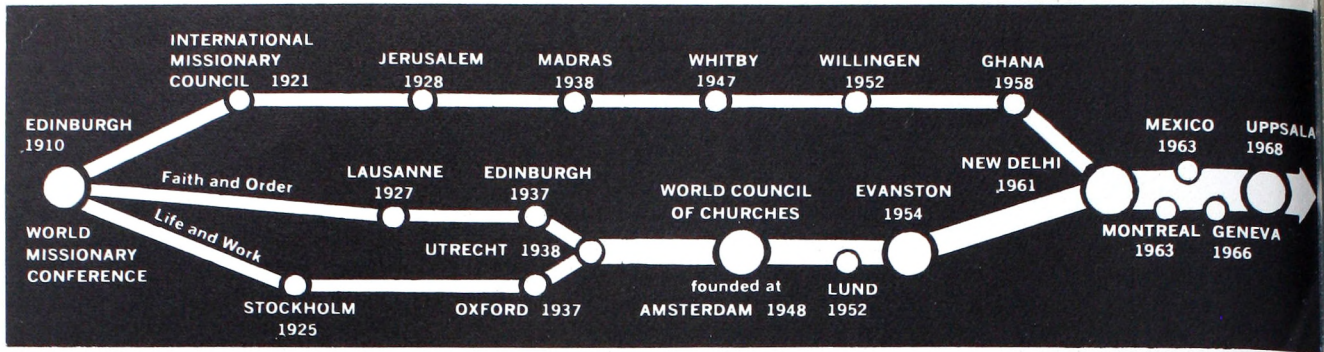 INTERNATIONAL
MISSIONARY
COUNCIL 1921
JERUSALEM
1928
MADRAS
1938
WHITBY
1947
WILLINGEN
1952
GHANA
1958
EDINBURGH
1910
WORLD
MISSIONARY
CONFERENCE
Faith and Order
Life and Work
LAUSANNE
1927
EDINBURGH
1937
UTRECHT 1938
STOCKHOLM
1925
OXFORD 1937
WORLD COUNCIL
OF CHURCHES
founded at
AMSTERDAM 1948
LUND
1952
EVANSTON
1954
NEW DELHI
1961
MEXICO
1963
UPPSALA
1968
MONTREAL
1963
GENEVA
1966